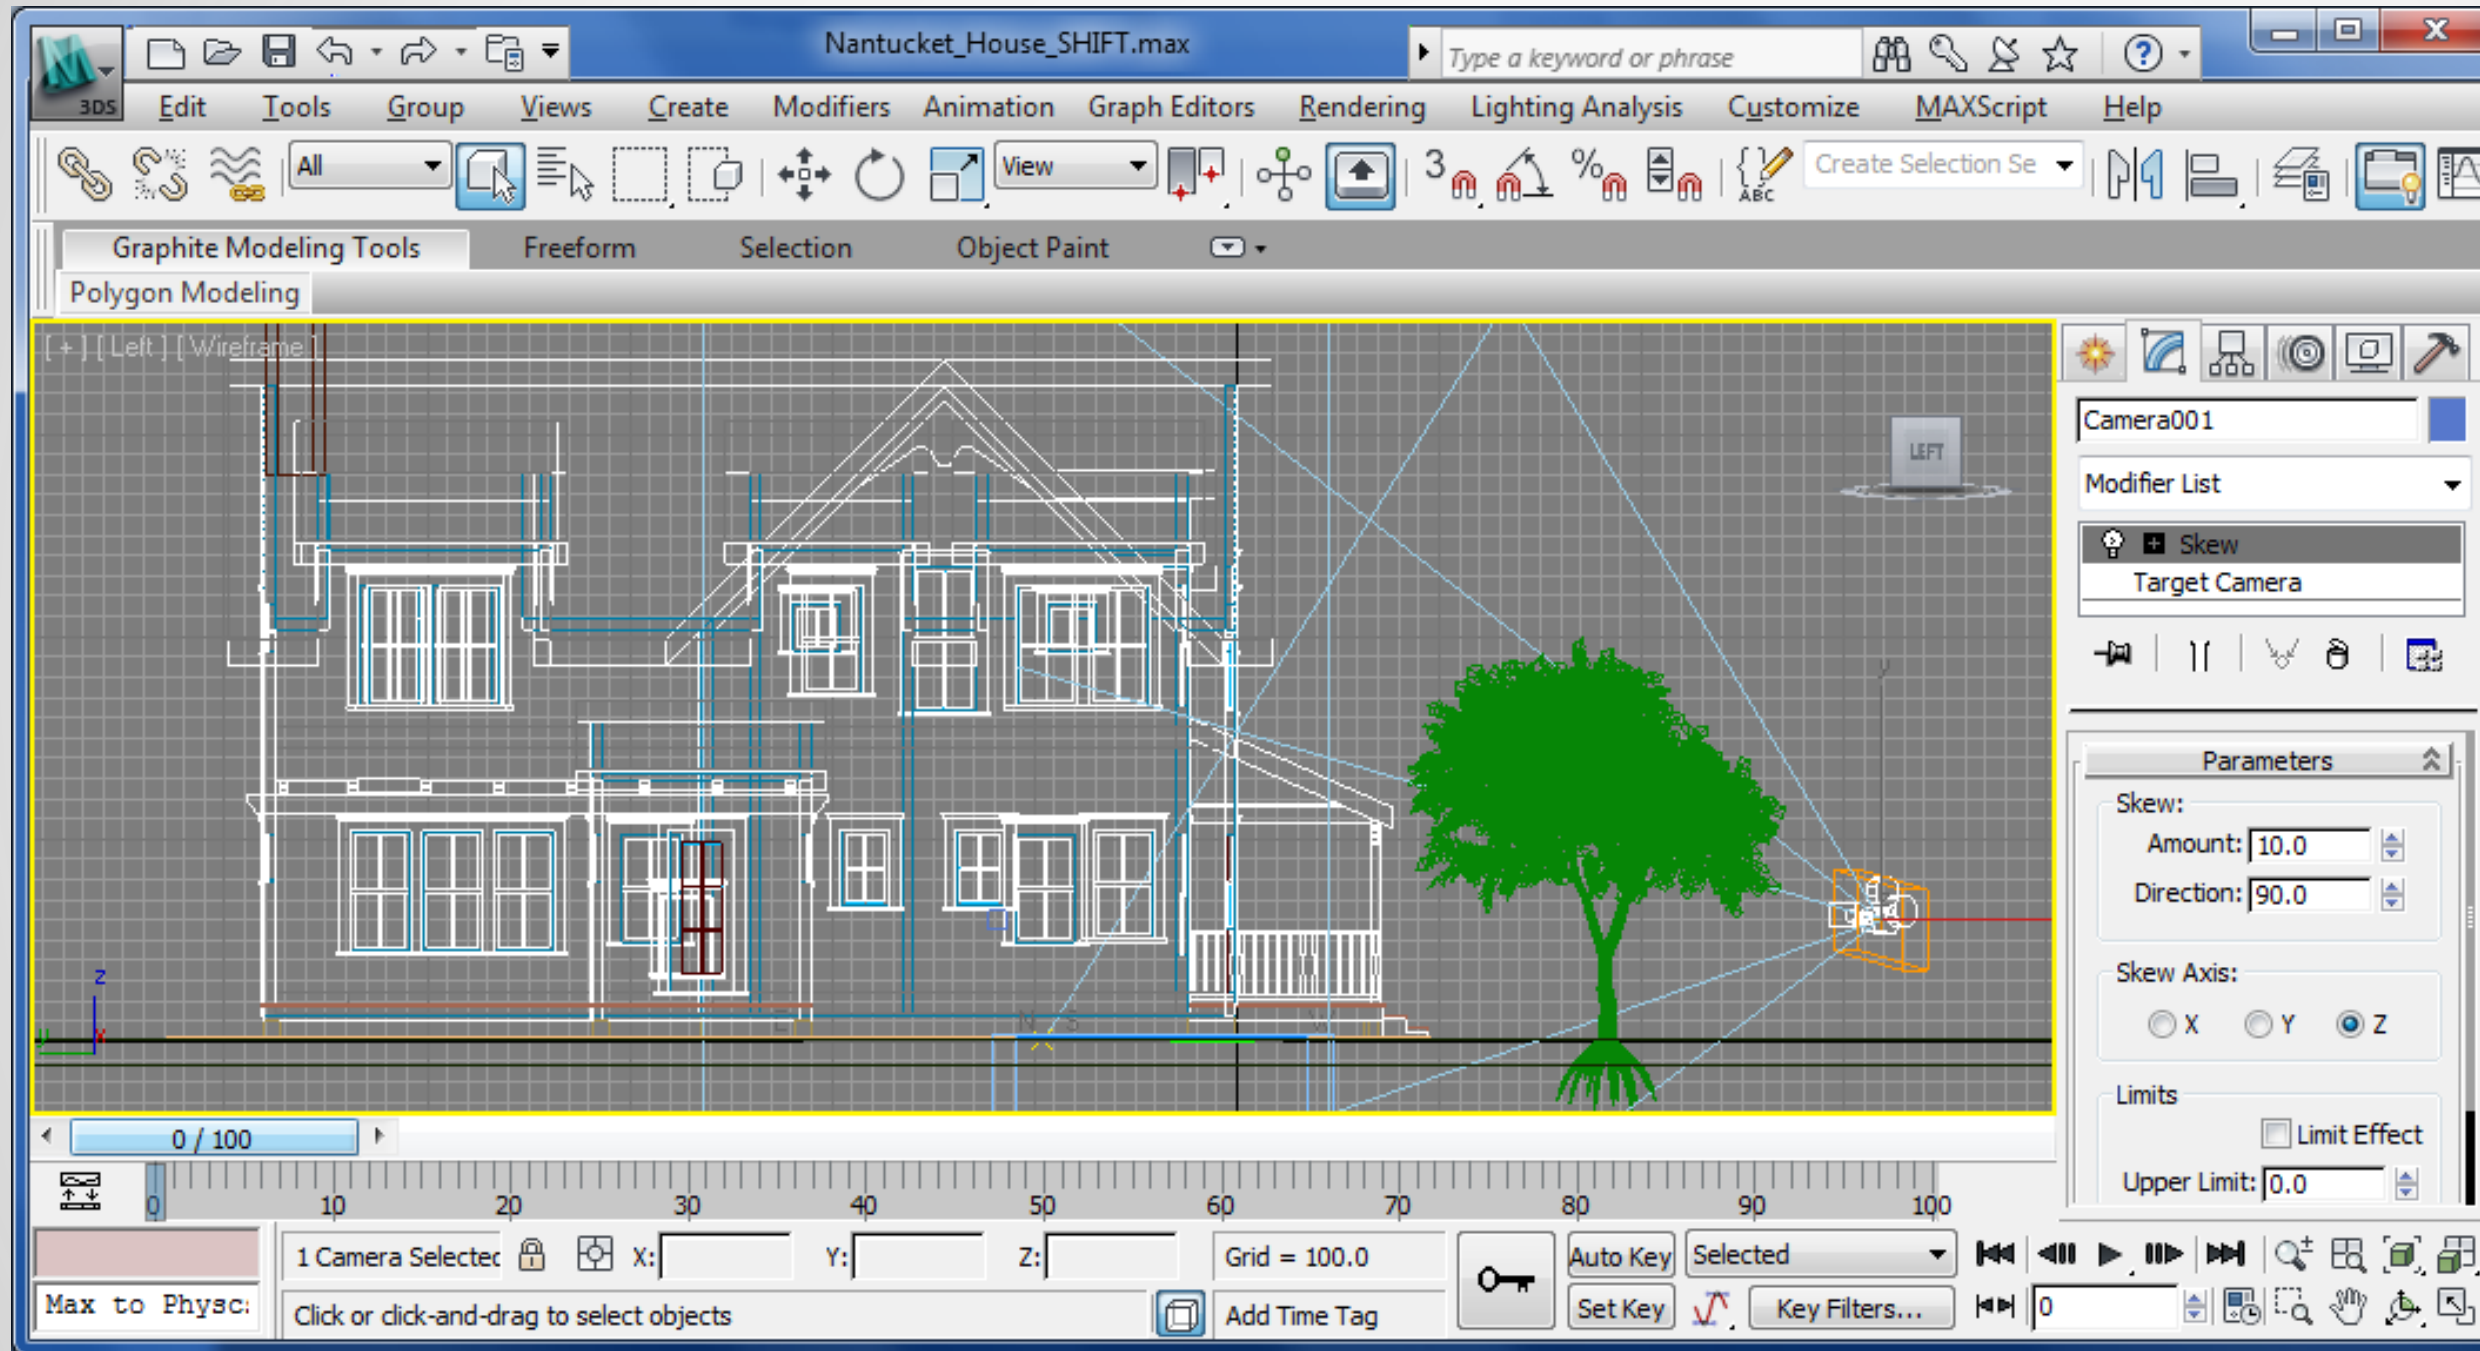 Nantucket_House_SHIFT.max
Type a keyword or phrase
3DS
Edit Tools Group Views Create Modifiers Animation Graph Editors Rendering Lighting Analysis Customize MAXScript Help
All
View
3
%
ABC
Create Selection Se
Graphite Modeling Tools Freeform Selection Object Paint
Polygon Modeling
[ + ] [ Left ] [ Wireframe ]
LEFT
Camera001
Modifier List
Skew
Target Camera
Parameters
Skew:
Amount: 10.0
Direction: 90.0
Skew Axis:
X Y Z
Limits
Limit Effect
Upper Limit: 0.0
y
z
x
y
E N S W
0 / 100
0 10 20 30 40 50 60 70 80 90 100
1 Camera Selected X: Y: Z: Grid = 100.0
Auto Key Selected
Max to Physc:
Click or click-and-drag to select objects
Add Time Tag
Set Key Key Filters... 0